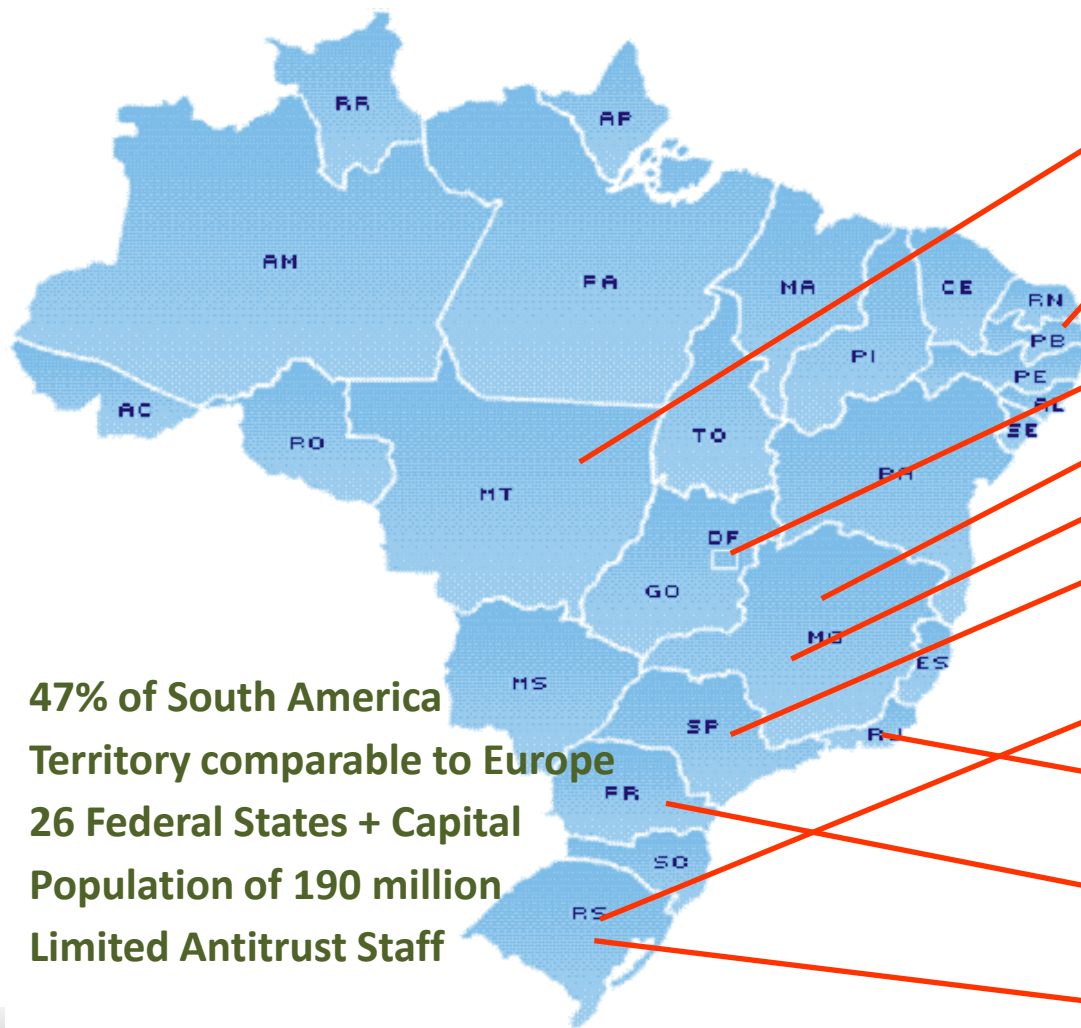 RR
AP
AM
PA
MA
CE
RN
PB
PI
PE
AL
AC
SE
TO
RO
BA
MT
DF
GO
MG
ES
MS
SP
RJ
PR
SC
RS
47% of South America
Territory comparable to Europe
26 Federal States + Capital
Population of 190 million
Limited Antitrust Staff